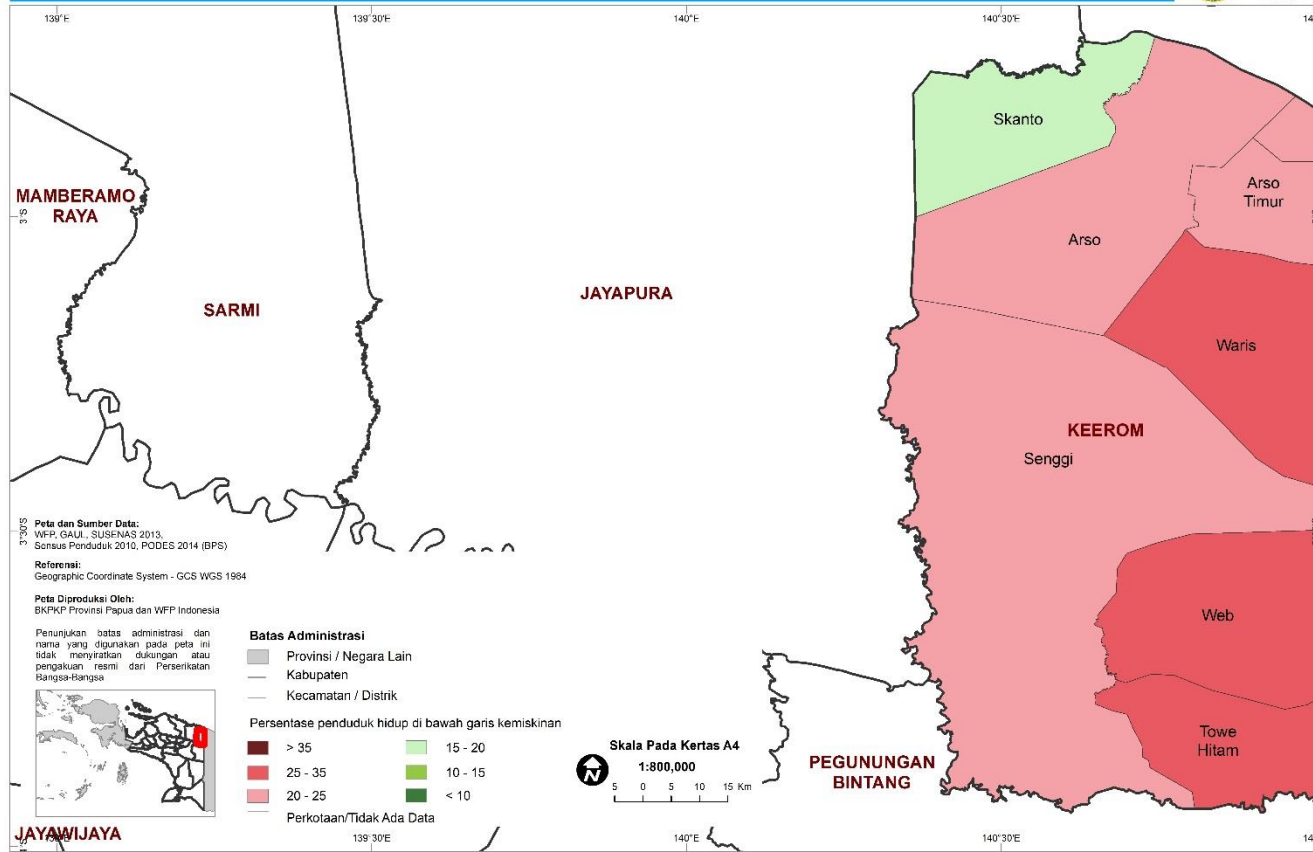 139°E
139°30'E
140°E
140°30'E
14
Skanto
MAMBERAMO
RAYA
3°S
Arso
Timur
Arso
JAYAPURA
SARMI
Waris
KEEROM
Senggi
3°30'S
Peta dan Sumber Data:
WFP, GAUL, SUSENAS 2013,
Sensus Penduduk 2010, PODES 2014 (BPS)
Referensi:
Geographic Coordinate System - GCS WGS 1984
Peta Diproduksi Oleh:
BKPKP Provinsi Papua dan WFP Indonesia
Penunjukan batas administrasi dan
nama yang digunakan pada peta ini
tidak menyiratkan dukungan atau
pengakuan resmi dari Perserikatan
Bangsa-Bangsa
Batas Administrasi
Provinsi / Negara Lain
Kabupaten
Kecamatan / Distrik
Persentase penduduk hidup di bawah garis kemiskinan
> 35
25 - 35
20 - 25
15 - 20
10 - 15
< 10
Perkotaan/Tidak Ada Data
N
Skala Pada Kertas A4
1:800,000
5 0 5 10 15 Km
Web
Towe
Hitam
PEGUNUNGAN
BINTANG
JAYAWIJAYA
139°30'E
140°E
140°30'E
14